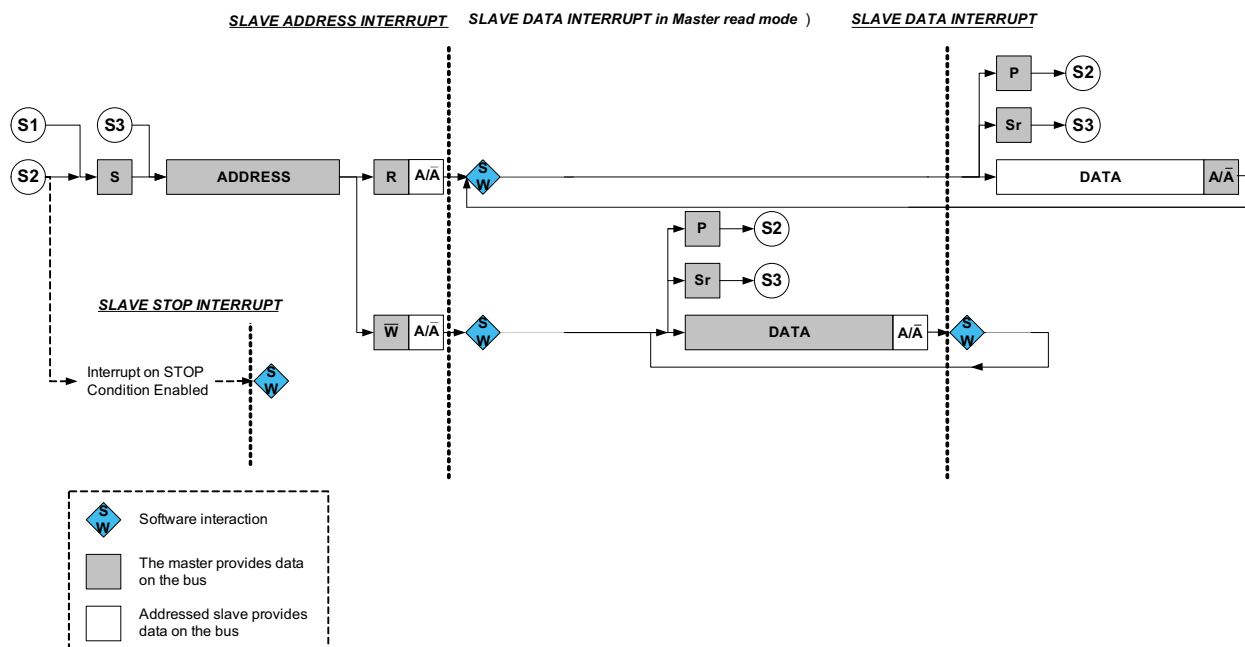 SLAVE ADDRESS INTERRUPT SLAVE DATA INTERRUPT in Master read mode ) SLAVE DATA INTERRUPT
P S2
S1 S3 Sr S3
S2 S ADDRESS R A/A̅ S W DATA A/A̅
P S2
Sr S3
SLAVE STOP INTERRUPT
W̅ A/A̅ S W DATA A/A̅ S W
Interrupt on STOP
Condition Enabled
S W
S W Software interaction
The master provides data
on the bus
Addressed slave provides
data on the bus